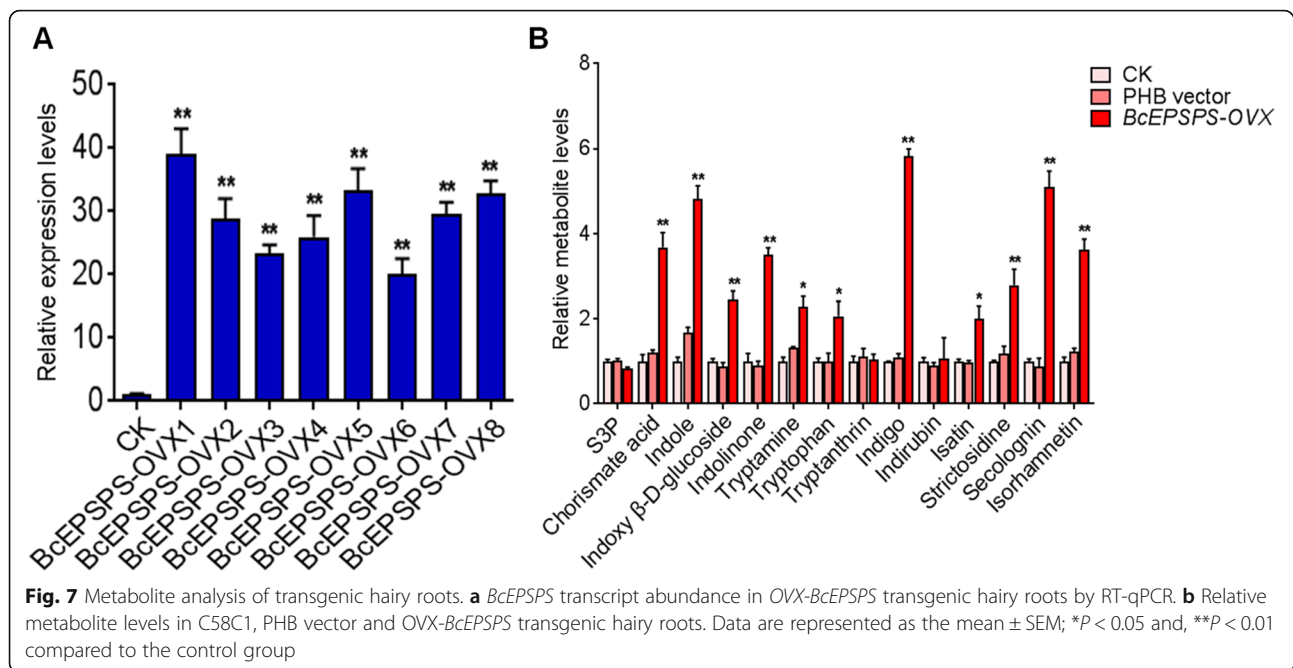 A
Relative expression levels
50
40
30
20
10
0
**
**
**
**
**
**
**
**
CK
BcEPSPS-OVX1
BcEPSPS-OVX2
BcEPSPS-OVX3
BcEPSPS-OVX4
BcEPSPS-OVX5
BcEPSPS-OVX6
BcEPSPS-OVX7
BcEPSPS-OVX8
B
Relative metabolite levels
8
6
4
2
0
**
**
**
**
*
*
**
*
**
**
**
S3P
Chorismate acid
Indole
Indoxy β-D-glucoside
Indolinone
Tryptamine
Tryptophan
Tryptanthrin
Indigo
Indirubin
Isatin
Strictosidine
Secolognin
Isorhamnetin
CK
PHB vector
BcEPSPS-OVX
Fig. 7 Metabolite analysis of transgenic hairy roots. a BcEPSPS transcript abundance in OVX-BcEPSPS transgenic hairy roots by RT-qPCR. b Relative
metabolite levels in C58C1, PHB vector and OVX-BcEPSPS transgenic hairy roots. Data are represented as the mean ± SEM; *P < 0.05 and, **P < 0.01
compared to the control group